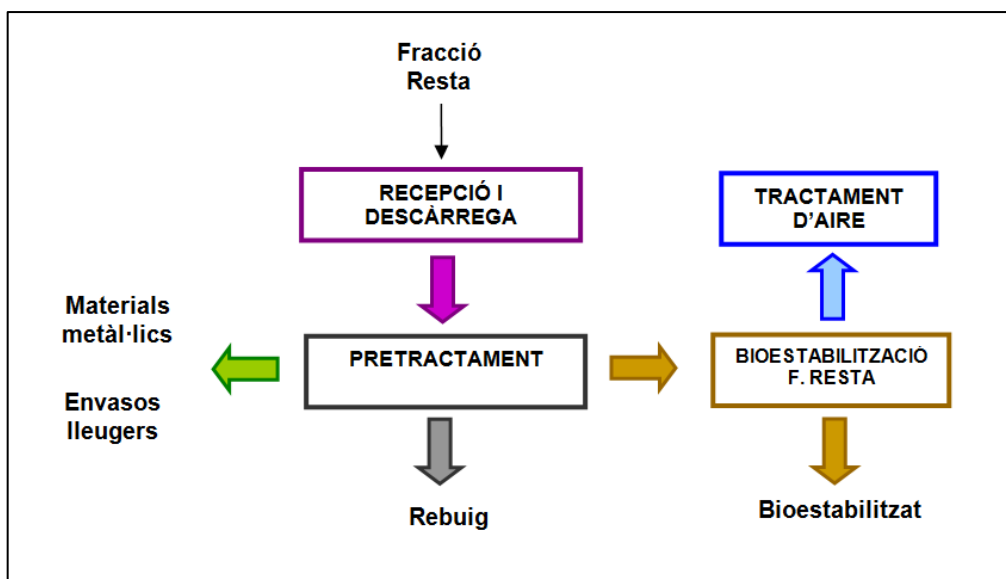 Fracció
Resta
RECEPCIÓ I
DESCÀRREGA
TRACTAMENT
D'AIRE
Materials
metàl·lics
Envasos
lleugers
PRETRACTAMENT
BIOESTABILITZACIÓ
F. RESTA
Rebuig
Bioestabilitzat